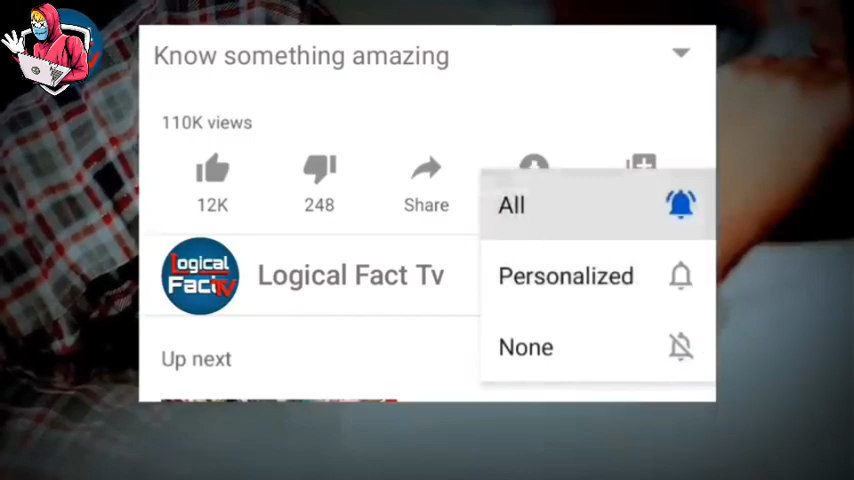 Know something amazing
110K views
12K
248
Share
All
Logical
Fact TV
Logical Fact Tv
Personalized
None
Up next